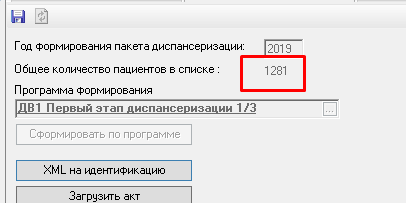 Год формирования пакета диспансеризации: 2019
Общее количество пациентов в списке : 1281
Программа формирования
ДВ1 Первый этап диспансеризации 1/3 ...
Сформировать по программе
XML на идентификацию
Загрузить акт